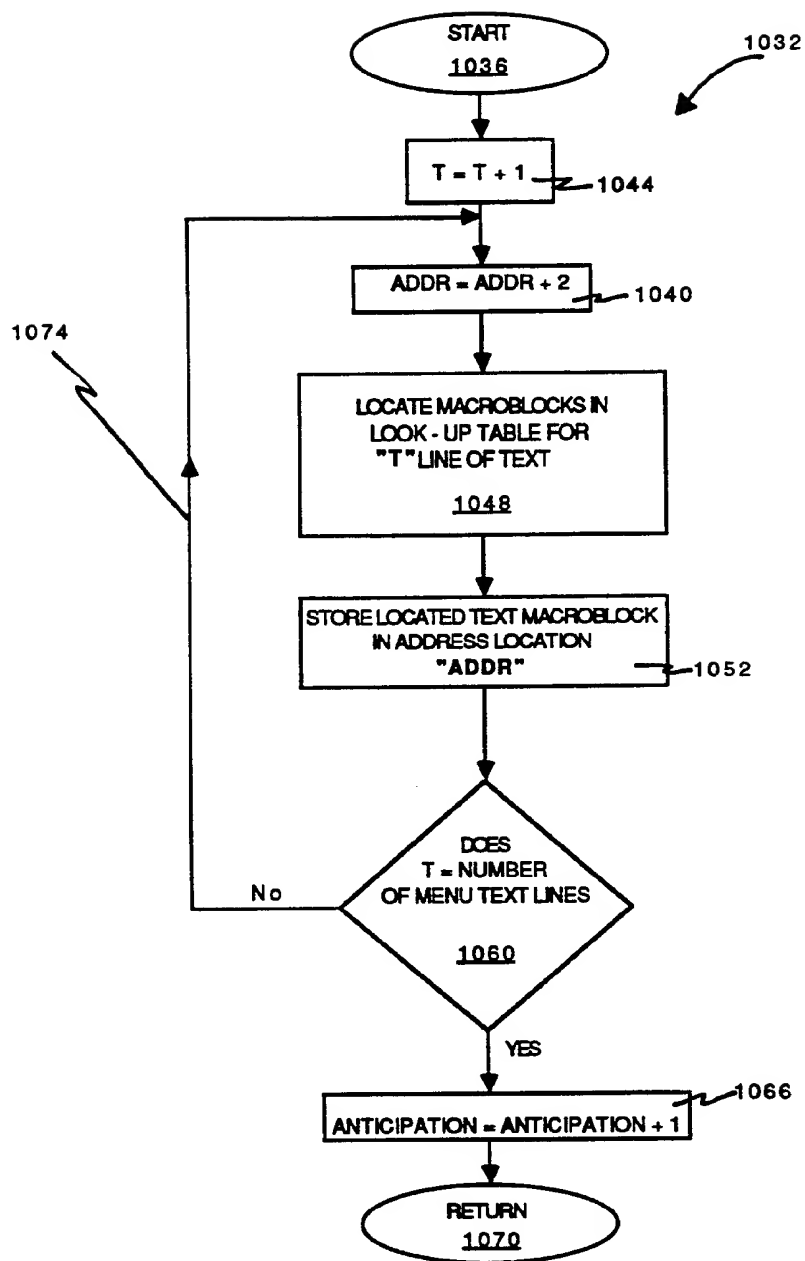 START
1036
1032
T = T + 1
1044
ADDR = ADDR + 2
1040
1074
LOCATE MACROBLOCKS IN
LOOK - UP TABLE FOR
"T" LINE OF TEXT
1048
STORE LOCATED TEXT MACROBLOCK
IN ADDRESS LOCATION
"ADDR"
1052
DOES
T = NUMBER
OF MENU TEXT LINES
1060
No
YES
1066
ANTICIPATION = ANTICIPATION + 1
RETURN
1070